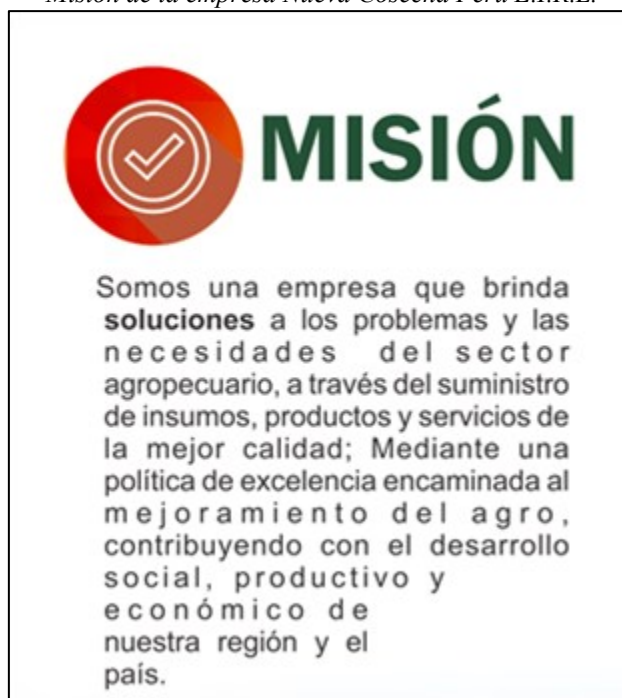 Misión de la empresa Nueva Cosecha Perú E.I.R.L.
MISIÓN
Somos una empresa que brinda
soluciones a los problemas y las
necesidades del sector
agropecuario, a través del suministro
de insumos, productos y servicios de
la mejor calidad; Mediante una
política de excelencia encaminada al
mejoramiento del agro,
contribuyendo con el desarrollo
social, productivo y
económico de
nuestra región y el
país.